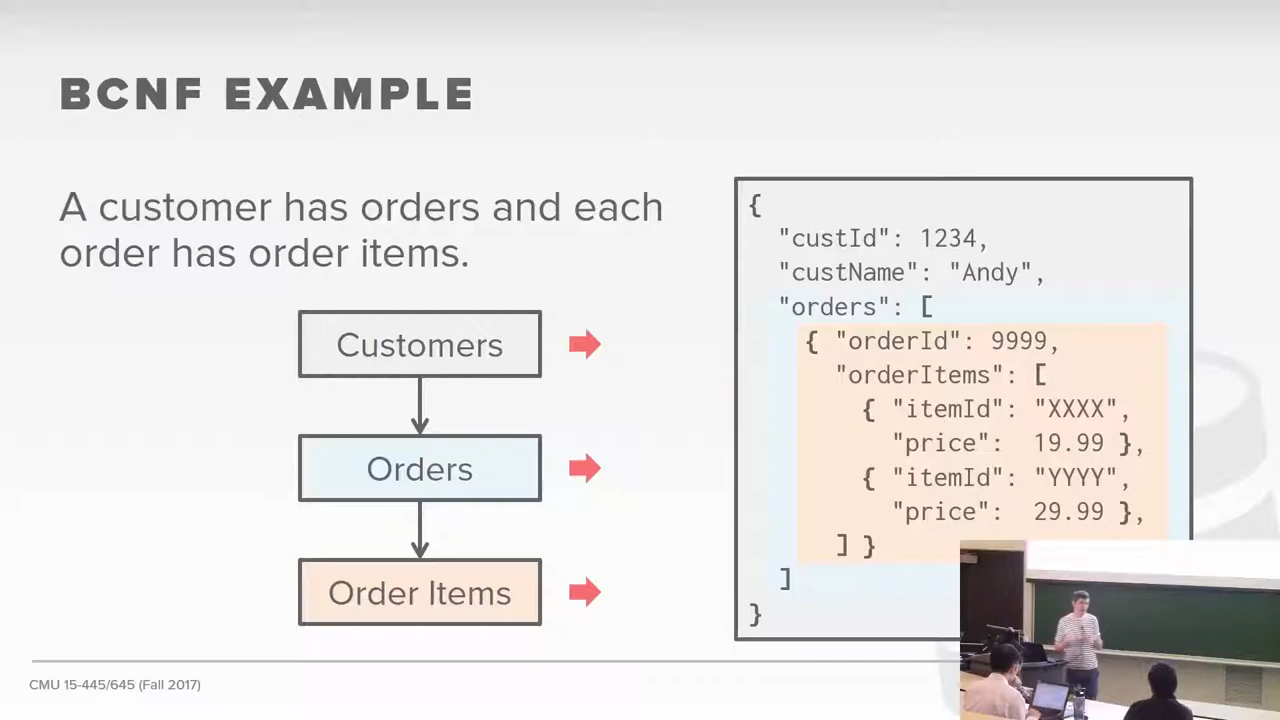 BCNF EXAMPLE
A customer has orders and each
order has order items.
Customers
Orders
Order Items
{
"custId": 1234,
"custName": "Andy",
"orders": [
{ "orderId": 9999,
"orderItems": [
{ "itemId": "XXXX",
"price": 19.99 },
{ "itemId": "YYYY",
"price": 29.99 },
] }
]
}
CMU 15-445/645 (Fall 2017)